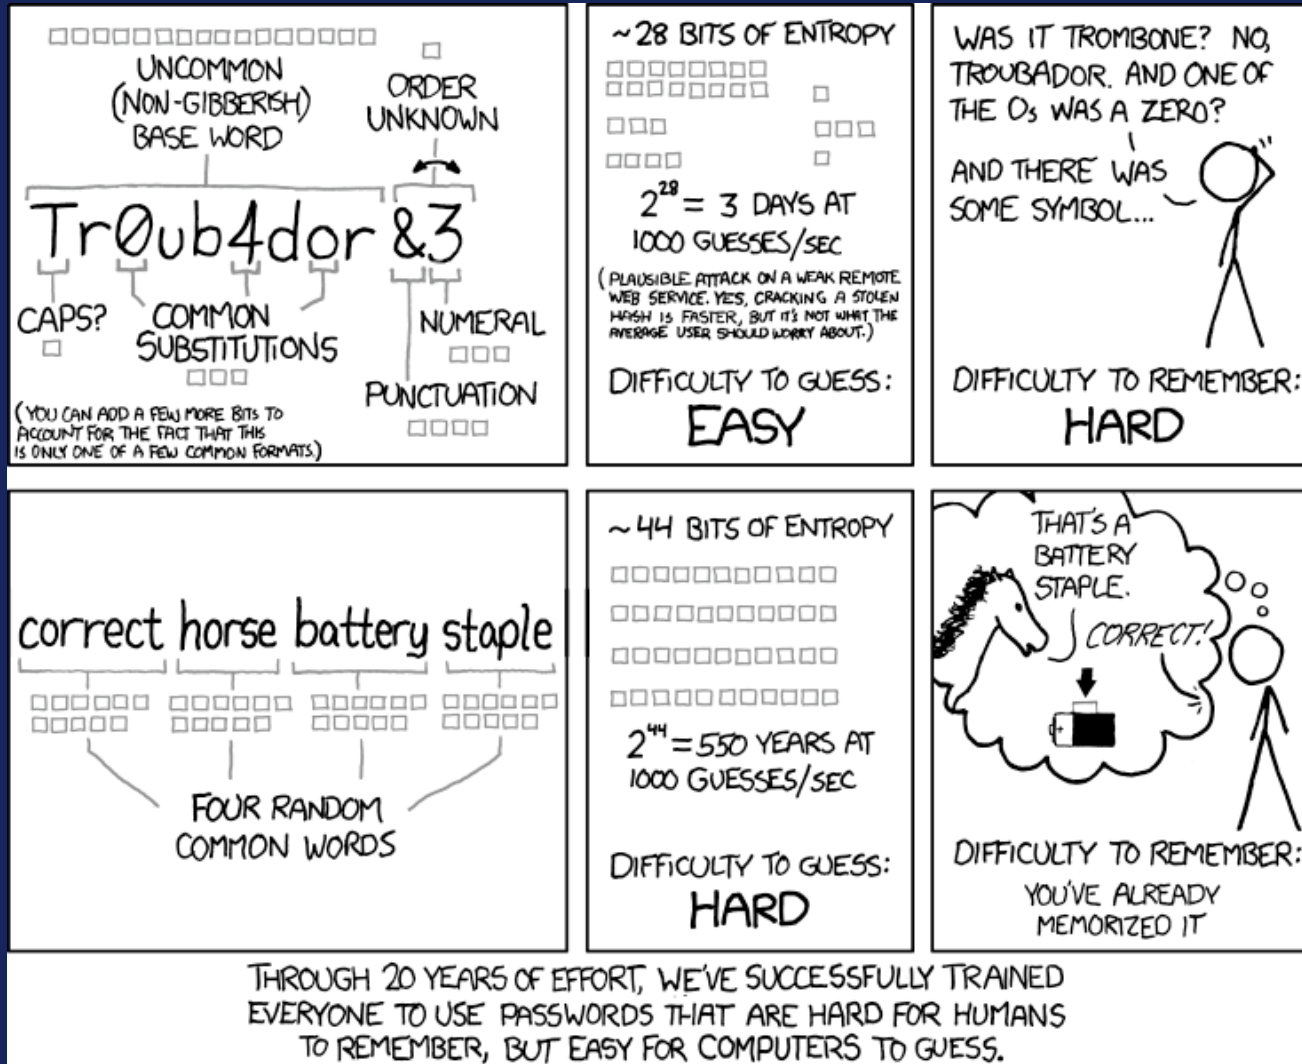 UNCOMMON
(NON-GIBBERISH)
BASE WORD
ORDER
UNKNOWN
Tr0ub4dor &3
CAPS?
COMMON
SUBSTITUTIONS
NUMERAL
PUNCTUATION
(YOU CAN ADD A FEW MORE BITS TO
ACCOUNT FOR THE FACT THAT THIS
IS ONLY ONE OF A FEW COMMON FORMATS.)
~28 BITS OF ENTROPY
2^28 = 3 DAYS AT
1000 GUESSES/SEC
(PLAUSIBLE ATTACK ON A WEAK REMOTE
WEB SERVICE. YES, CRACKING A STOLEN
HASH IS FASTER, BUT IT'S NOT WHAT THE
AVERAGE USER SHOULD WORRY ABOUT.)
DIFFICULTY TO GUESS:
EASY
WAS IT TROMBONE? NO,
TROUBADOR. AND ONE OF
THE Os WAS A ZERO?
AND THERE WAS
SOME SYMBOL...
DIFFICULTY TO REMEMBER:
HARD
correct horse battery staple
FOUR RANDOM
COMMON WORDS
~44 BITS OF ENTROPY
2^44 = 550 YEARS AT
1000 GUESSES/SEC
DIFFICULTY TO GUESS:
HARD
THAT'S A
BATTERY
STAPLE.
CORRECT!
+
DIFFICULTY TO REMEMBER:
YOU'VE ALREADY
MEMORIZED IT
THROUGH 20 YEARS OF EFFORT, WE'VE SUCCESSFULLY TRAINED
EVERYONE TO USE PASSWORDS THAT ARE HARD FOR HUMANS
TO REMEMBER, BUT EASY FOR COMPUTERS TO GUESS.